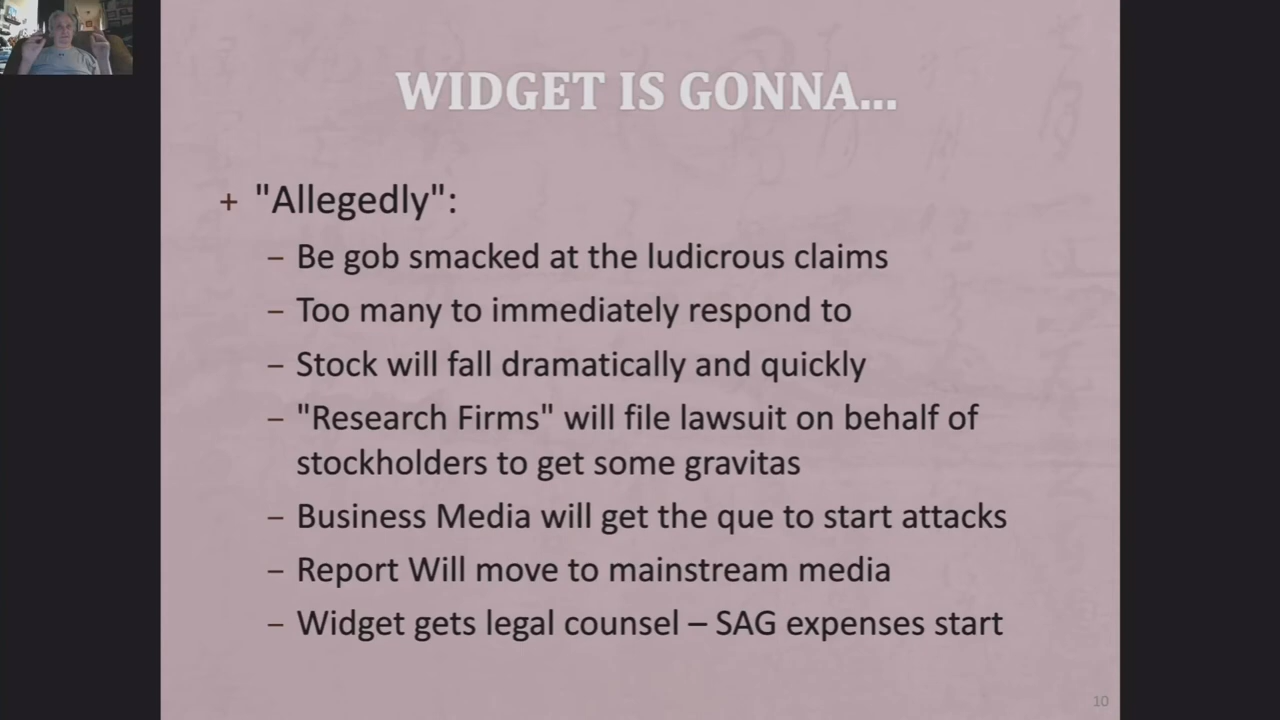 WIDGET IS GONNA...
+ "Allegedly":
– Be gob smacked at the ludicrous claims
– Too many to immediately respond to
– Stock will fall dramatically and quickly
– "Research Firms" will file lawsuit on behalf of
stockholders to get some gravitas
– Business Media will get the que to start attacks
– Report Will move to mainstream media
– Widget gets legal counsel – SAG expenses start
10